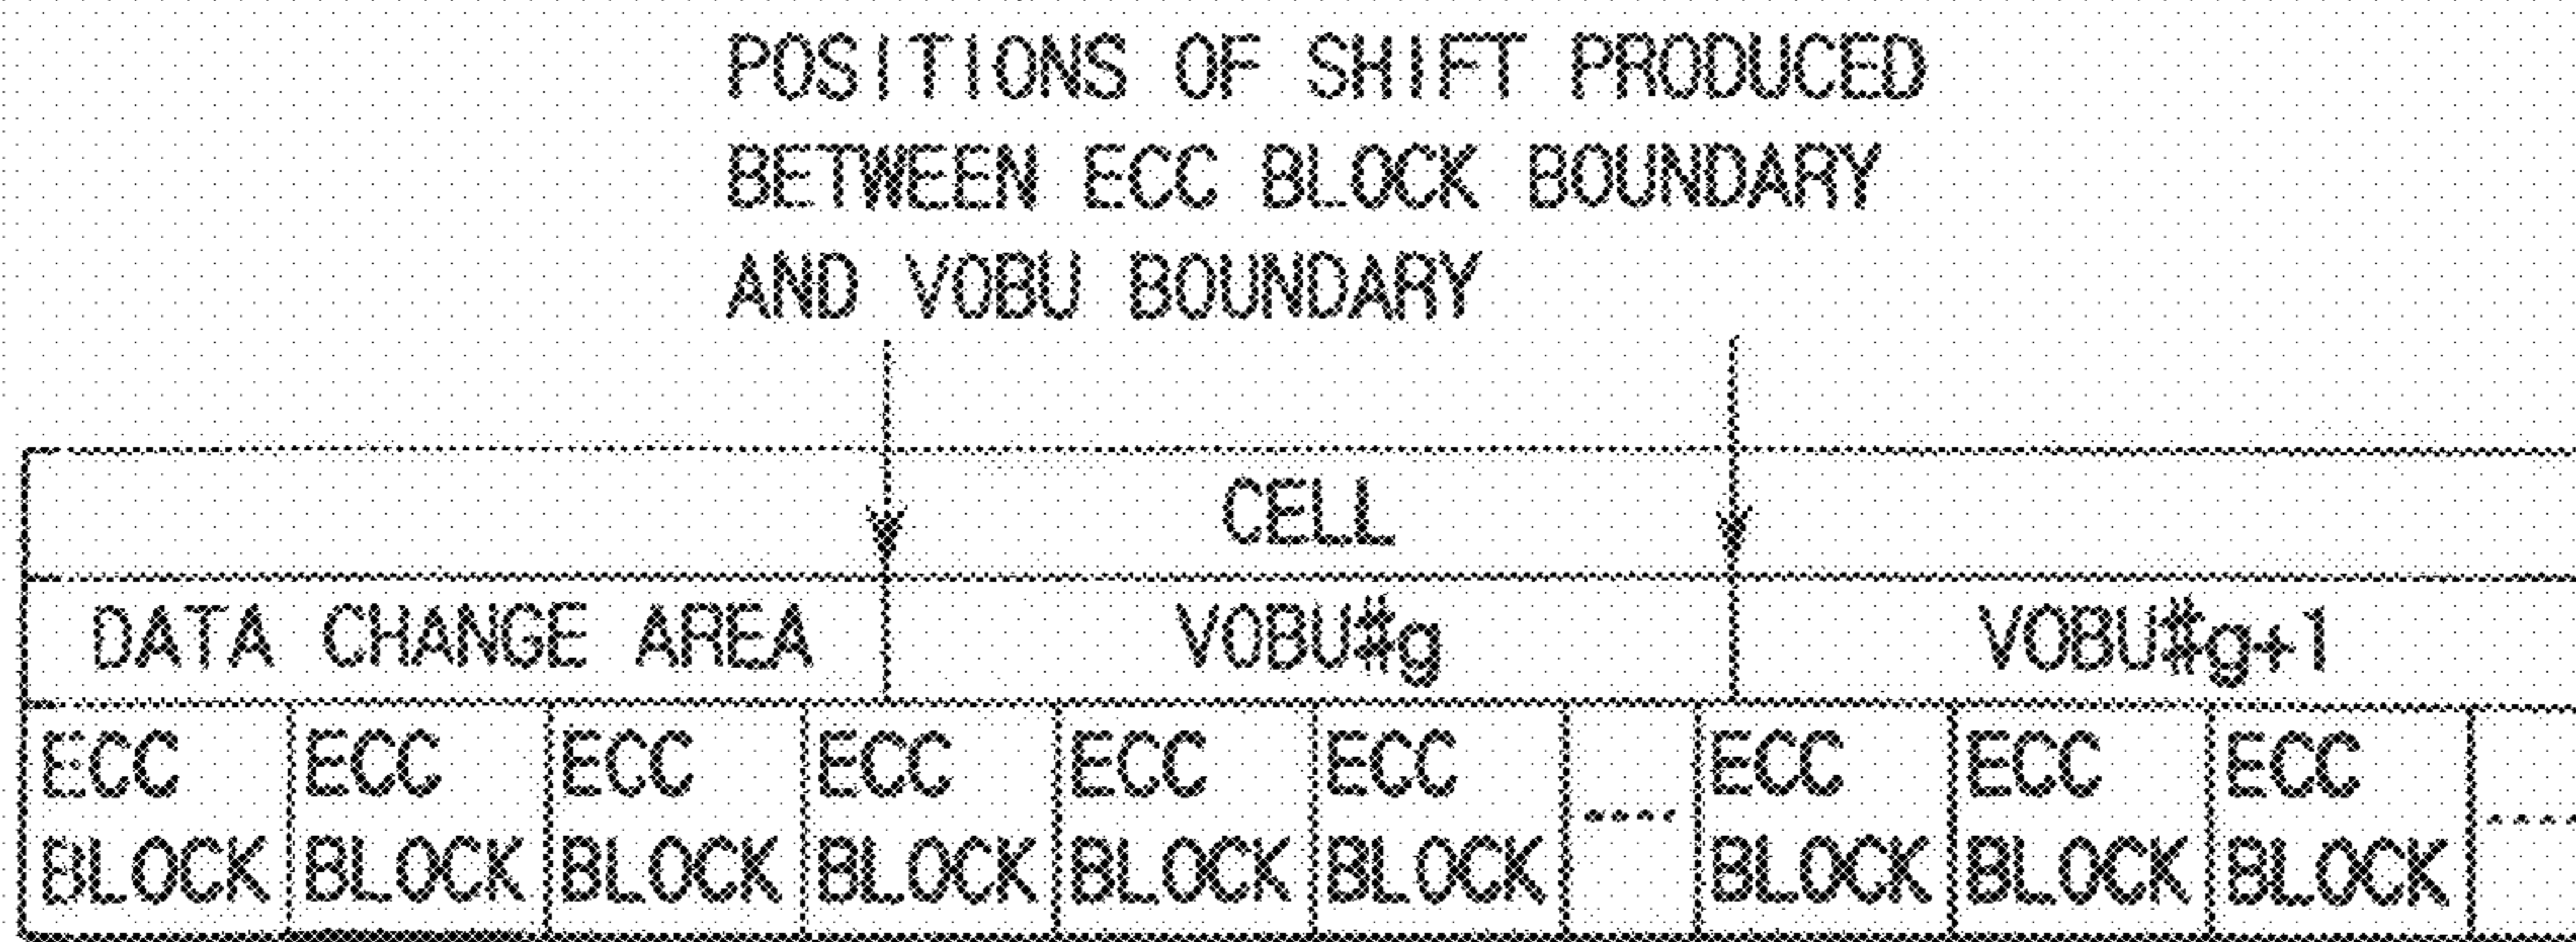 POSITIONS OF SHIFT PRODUCED
BETWEEN ECC BLOCK BOUNDARY
AND VOBU BOUNDARY
CELL
DATA CHANGE AREA VOBU#g VOBU#g+1
ECC ECC ECC ECC ECC ECC ECC ECC ECC
BLOCK BLOCK BLOCK BLOCK BLOCK BLOCK ---- BLOCK BLOCK BLOCK ----